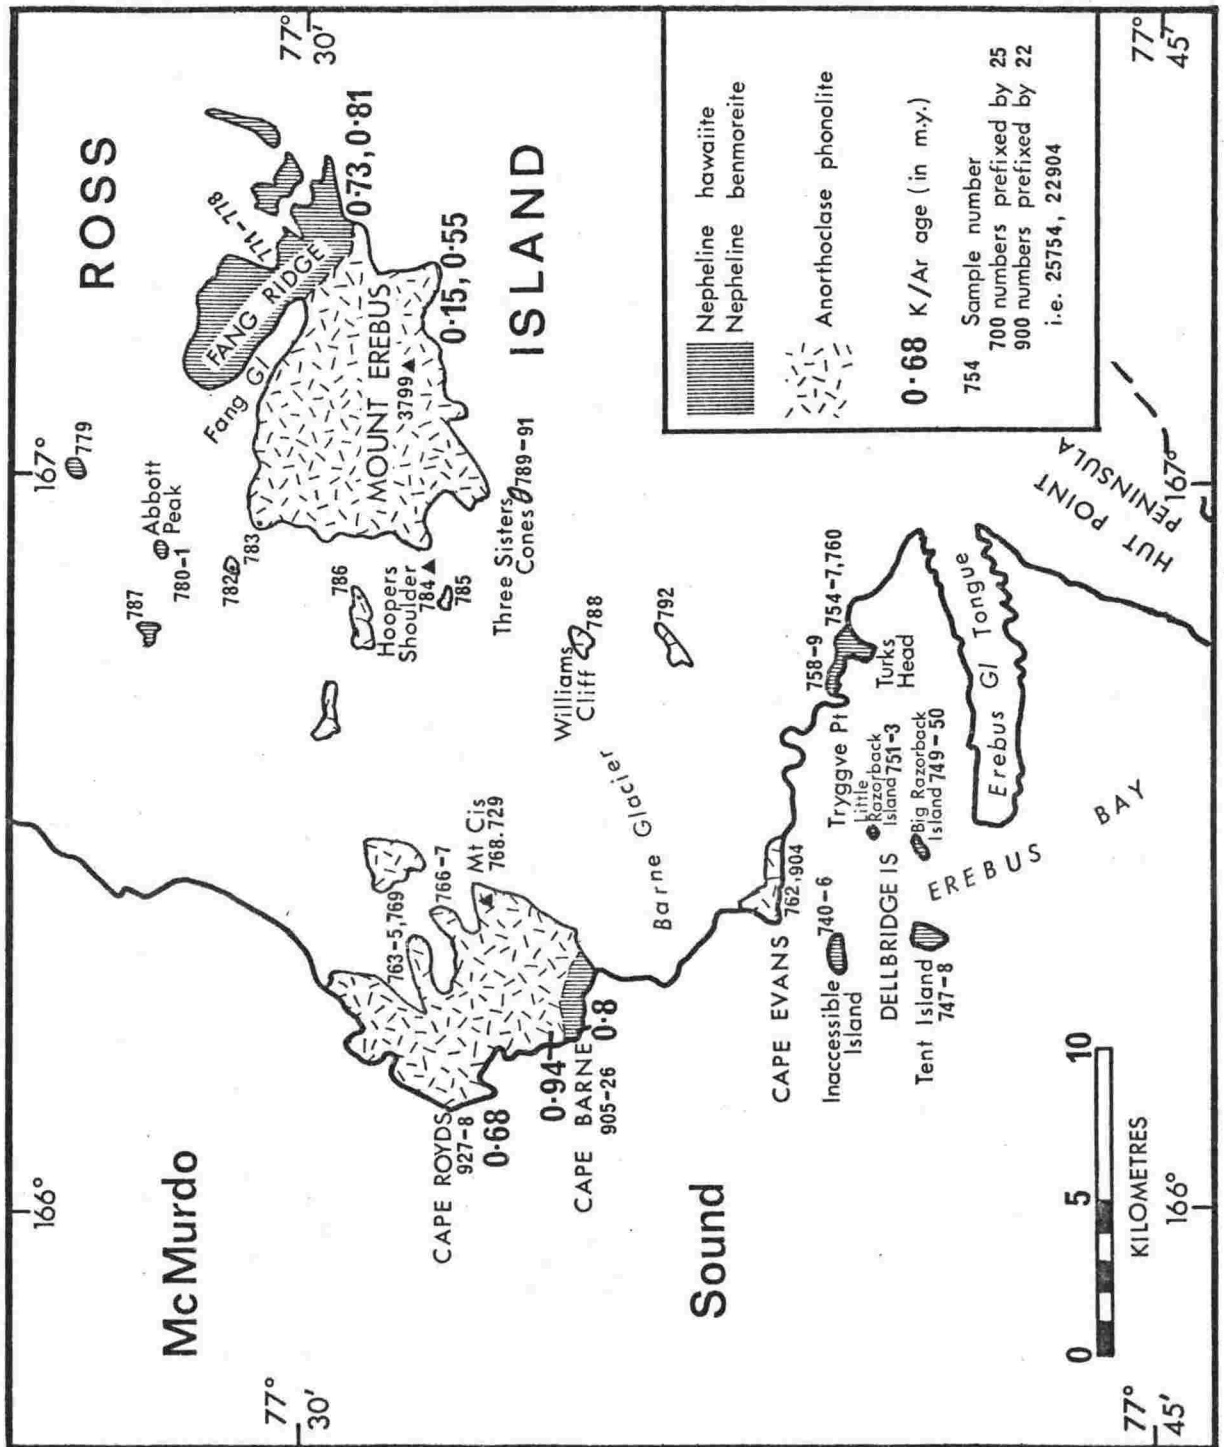 166°
167°
77°
30'
77°
30'
McMurdo
ROSS
787
Abbott
Peak
780-1
779
782
783
771-778
FANG RIDGE
Fang Gl
0·73, 0·81
MOUNT EREBUS
3799
0·15, 0·55
ISLAND
786
Hoopers
Shoulder
784
785
Three Sisters
Cones
789-91
763-5,769
766-7
Mt Cis
768.729
CAPE ROYDS
927-8
0·68
0·94
CAPE BARNE
905-26
0·8
Williams
Cliff
788
792
Barne Glacier
Sound
CAPE EVANS
762,904
Inaccessible
Island
740-6
DELLBRIDGE IS
Tent Island
747-8
Tryggve Pt
Little
Razorback
Island 751-3
Big Razorback
Island 749-50
758-9
754-7,760
Turks
Head
Erebus Gl Tongue
EREBUS BAY
HUT POINT
PENINSULA
0
5
10
KILOMETRES
77°
45'
166°
167°
77°
45'
Nepheline hawaiite
Nepheline benmoreite
Anorthoclase phonolite
0·68 K/Ar age (in m.y.)
754 Sample number
700 numbers prefixed by 25
900 numbers prefixed by 22
i.e. 25754, 22904